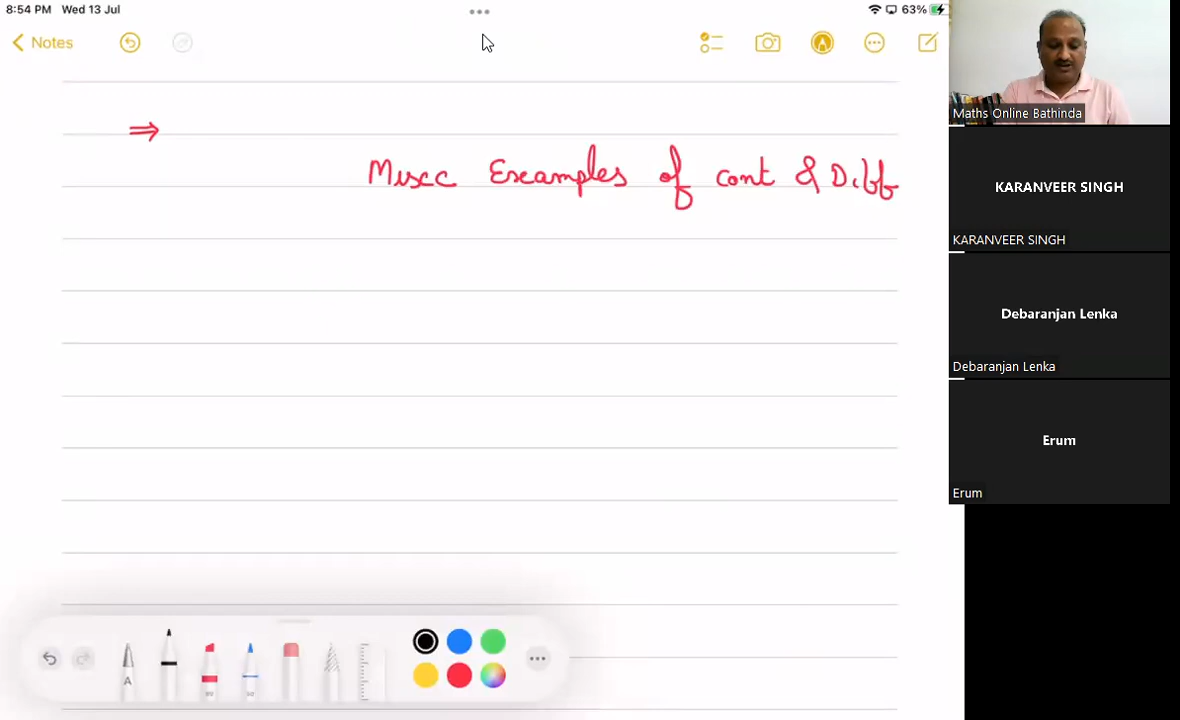 8:54 PM Wed 13 Jul
63%
Notes
⇒
Misc Examples of cont & Diff
A
Maths Online Bathinda
KARANVEER SINGH
KARANVEER SINGH
Debaranjan Lenka
Debaranjan Lenka
Erum
Erum